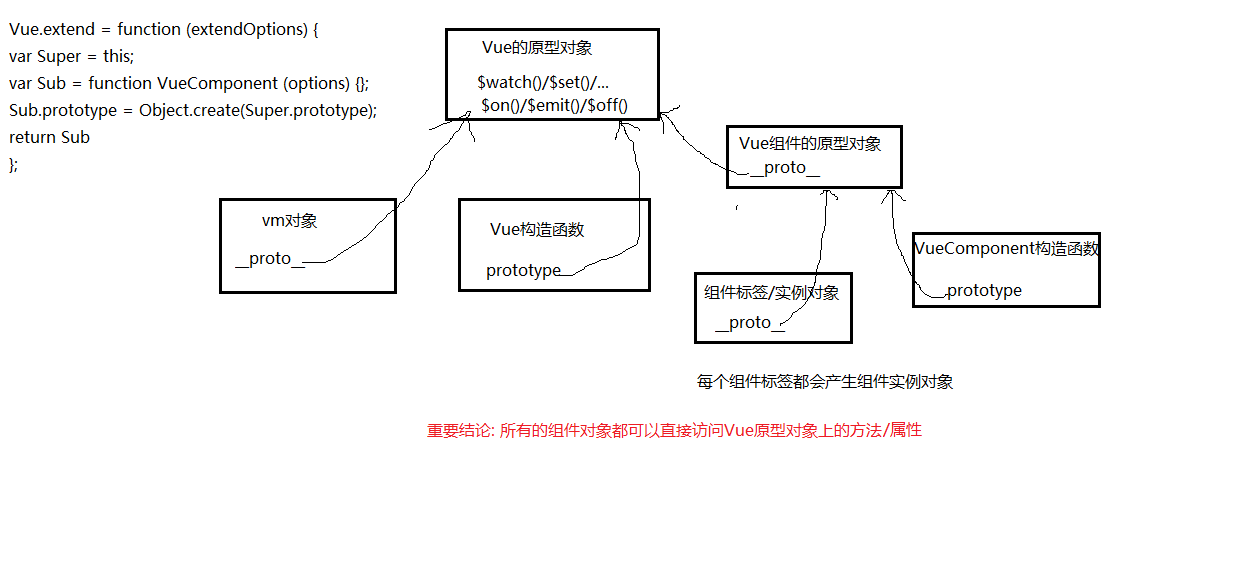 Vue.extend = function (extendOptions) {
var Super = this;
var Sub = function VueComponent (options) {};
Sub.prototype = Object.create(Super.prototype);
return Sub
};
Vue的原型对象
$watch()/$set()/...
$on()/$emit()/$off()
Vue组件的原型对象
__proto__
vm对象
__proto__
Vue构造函数
prototype
VueComponent构造函数
prototype
组件标签/实例对象
__proto__
每个组件标签都会产生组件实例对象
重要结论: 所有的组件对象都可以直接访问Vue原型对象上的方法/属性